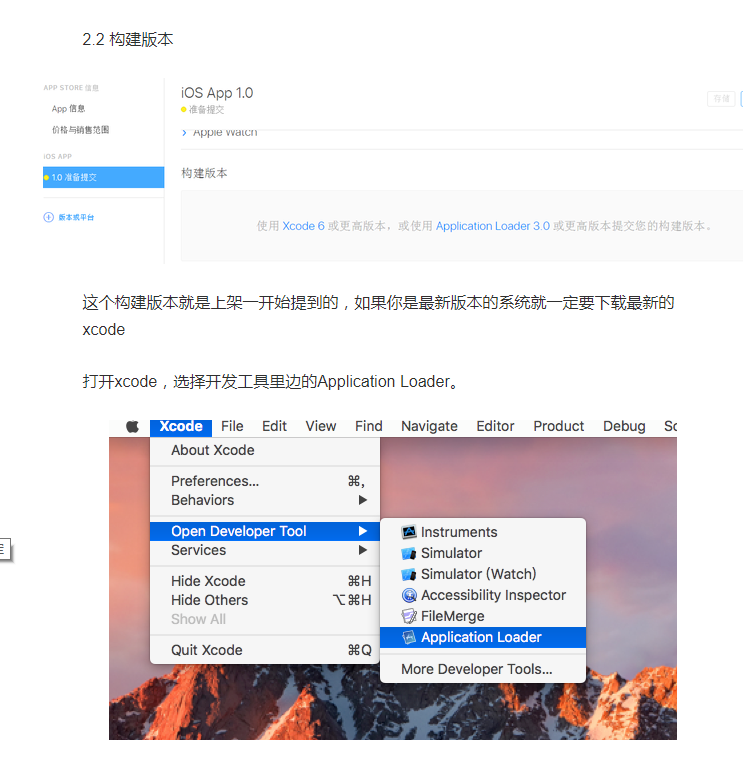 2.2 构建版本
APP STORE 信息
App 信息
价格与销售范围
iOS APP
1.0 准备提交
版本或平台
iOS App 1.0
准备提交
存储
Apple Watch
构建版本
使用 Xcode 6 或更高版本，或使用 Application Loader 3.0 或更高版本提交您的构建版本。
这个构建版本就是上架一开始提到的，如果你是最新版本的系统就一定要下载最新的
xcode
打开xcode，选择开发工具里边的Application Loader。
Xcode File Edit View Find Navigate Editor Product Debug Sc
About Xcode
Preferences... ⌘,
Behaviors
Open Developer Tool
Services
Hide Xcode ⌘H
Hide Others ⌥⌘H
Show All
Quit Xcode ⌘Q
Instruments
Simulator
Simulator (Watch)
Accessibility Inspector
FileMerge
Application Loader
More Developer Tools...